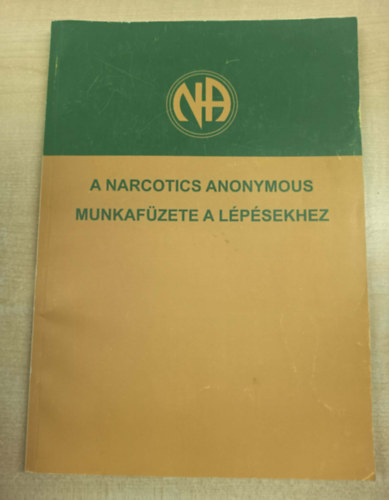 NA
A NARCOTICS ANONYMOUS
MUNKAFÜZETE A LÉPÉSEKHEZ